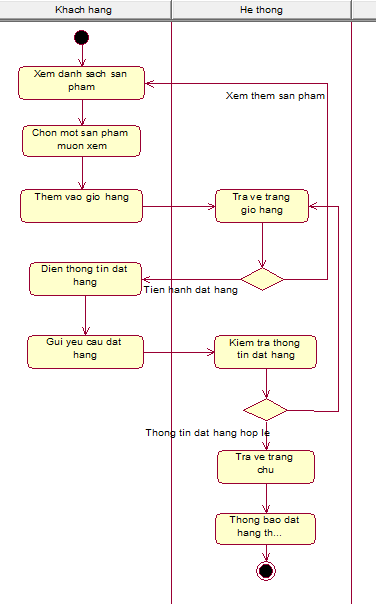 Khach hang
He thong
Xem danh sach san
pham
Xem them san pham
Chon mot san pham
muon xem
Them vao gio hang
Tra ve trang
gio hang
Dien thong tin dat
hang
Tien hanh dat hang
Gui yeu cau dat
hang
Kiem tra thong
tin dat hang
Thong tin dat hang hop le
Tra ve trang
chu
Thong bao dat
hang th...